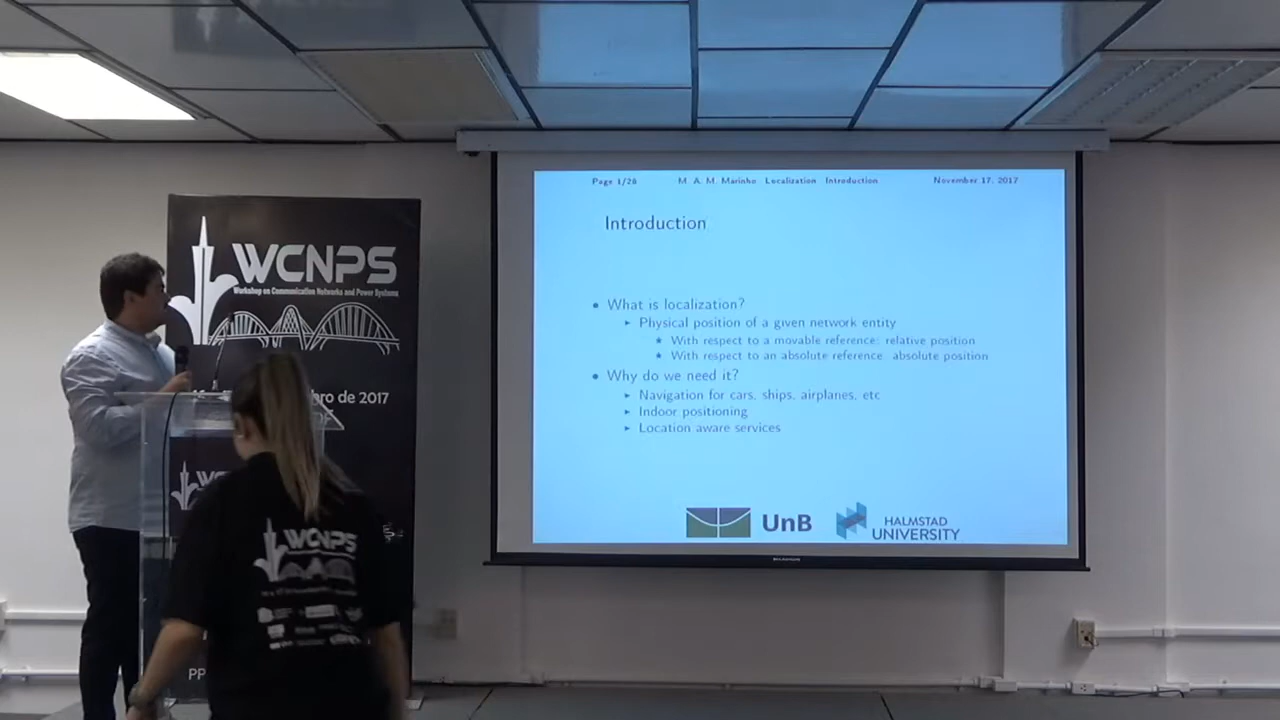 Page 1/26 M. A. M. Marinho Localization Introduction November 17, 2017
Introduction
• What is localization?
► Physical position of a given network entity
★ With respect to a movable reference: relative position
★ With respect to an absolute reference: absolute position
• Why do we need it?
► Navigation for cars, ships, airplanes, etc
► Indoor positioning
► Location aware services
UnB
HALMSTAD
UNIVERSITY
WCNPS
Workshop on Communication Networks and Power Systems
bro de 2017
DF
WC
PP
WCNPS